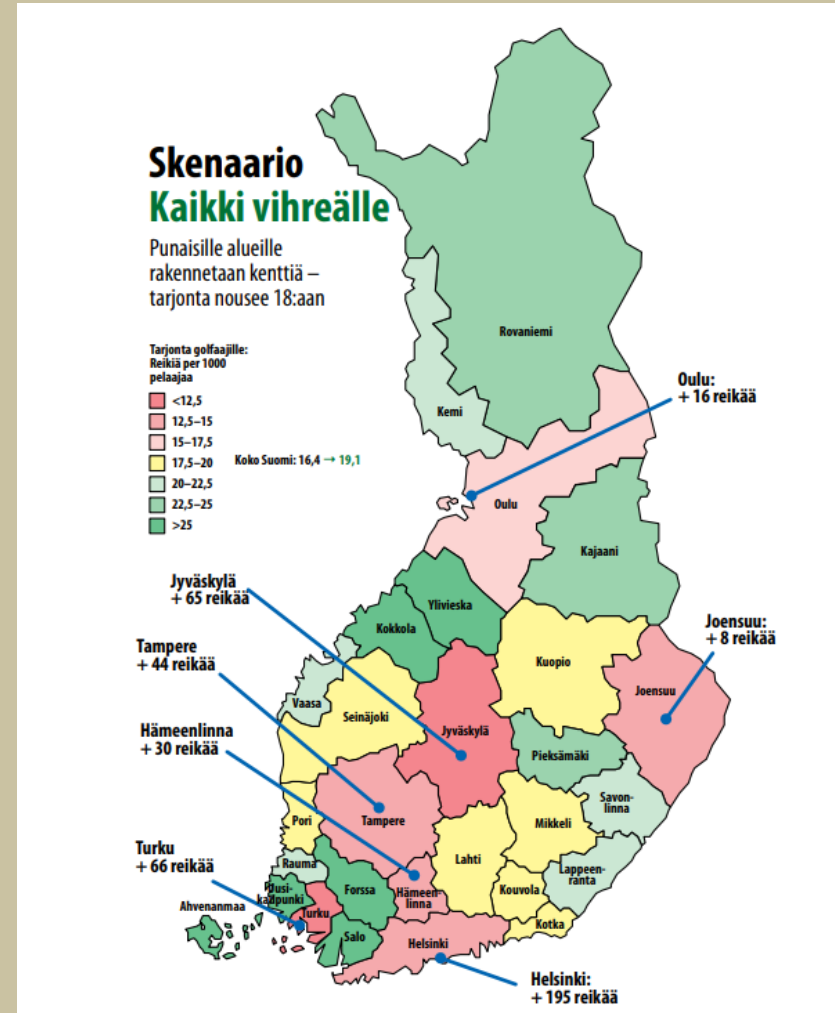 Skenaario
Kaikki vihreälle
Punaisille alueille
rakennetaan kenttiä –
tarjonta nousee 18:aan
Tarjonta golfaajille:
Reikiä per 1000
pelaajaa
<12,5
12,5–15
15–17,5
17,5–20
20–22,5
22,5–25
>25
Koko Suomi: 16,4 → 19,1
Rovaniemi
Kemi
Oulu:
+ 16 reikää
Oulu
Kajaani
Jyväskylä
+ 65 reikää
Ylivieska
Kokkola
Joensuu:
+ 8 reikää
Tampere
+ 44 reikää
Kuopio
Joensuu
Vaasa
Seinäjoki
Jyväskylä
Hämeenlinna
+ 30 reikää
Pieksämäki
Savon-
linna
Pori
Tampere
Mikkeli
Turku
+ 66 reikää
Rauma
Lahti
Lappeen-
ranta
Uusi-
kaupunki
Forssa
Hämeen-
linna
Kouvola
Ahvenanmaa
Turku
Kotka
Salo
Helsinki
Helsinki:
+ 195 reikää